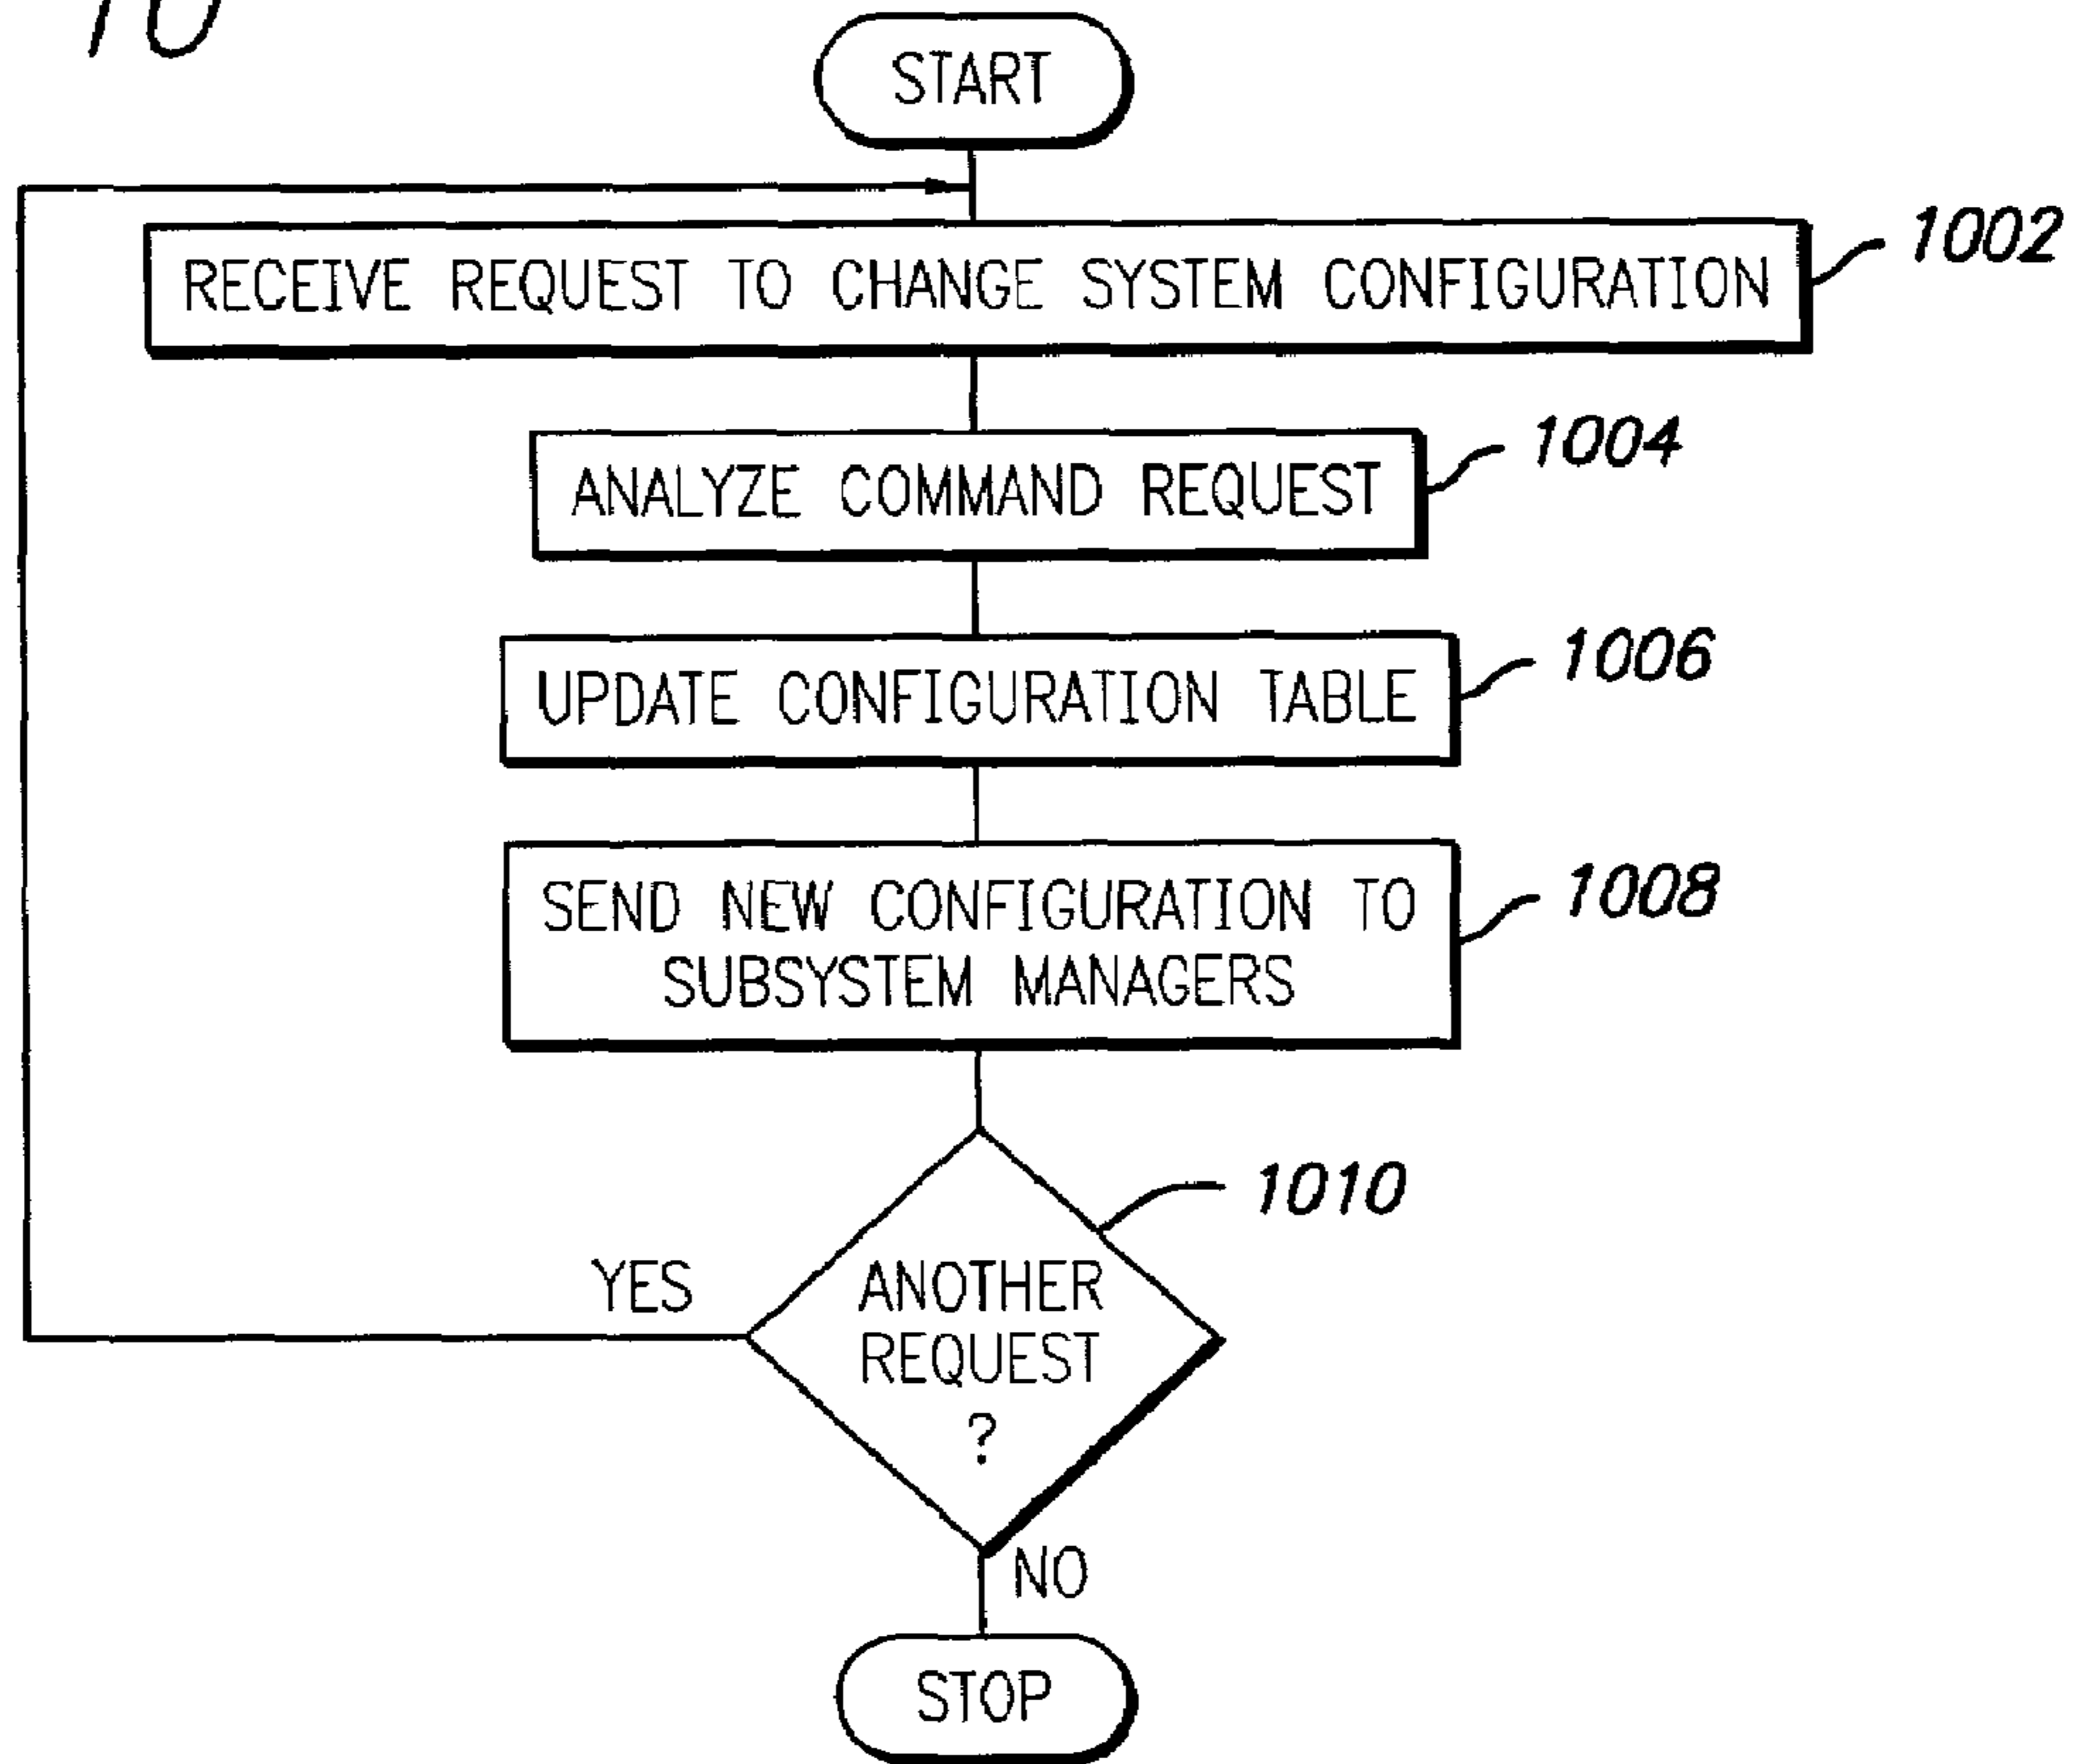 10
START
RECEIVE REQUEST TO CHANGE SYSTEM CONFIGURATION
1002
ANALYZE COMMAND REQUEST
1004
UPDATE CONFIGURATION TABLE
1006
SEND NEW CONFIGURATION TO
SUBSYSTEM MANAGERS
1008
1010
YES
ANOTHER
REQUEST
?
NO
STOP